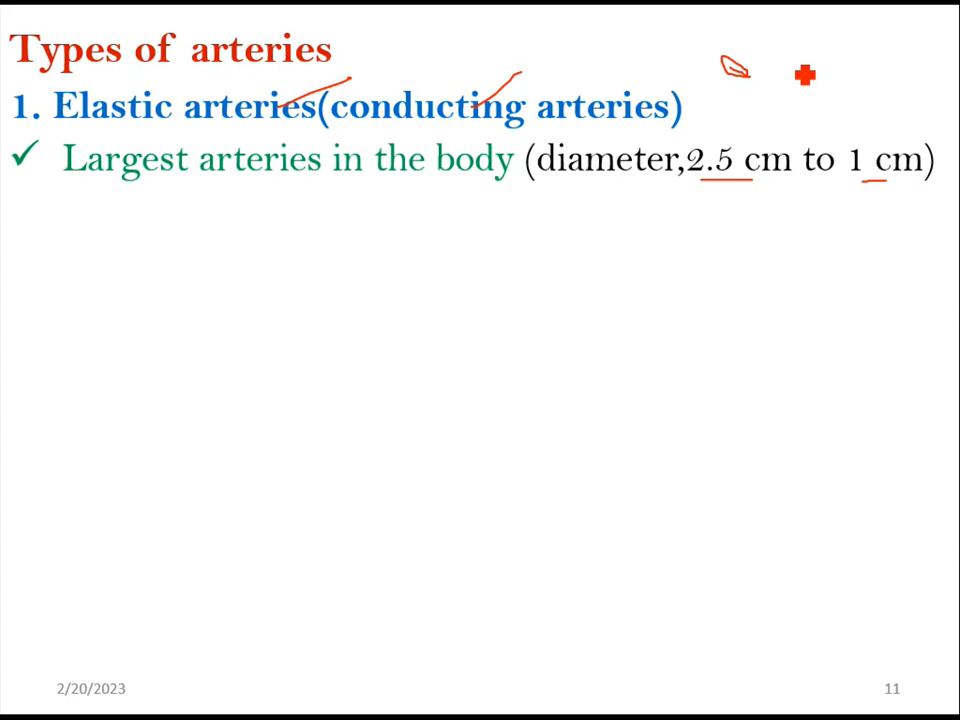 Types of arteries
1. Elastic arteries(conducting arteries)
✓ Largest arteries in the body (diameter,2.5 cm to 1 cm)
2/20/2023
11